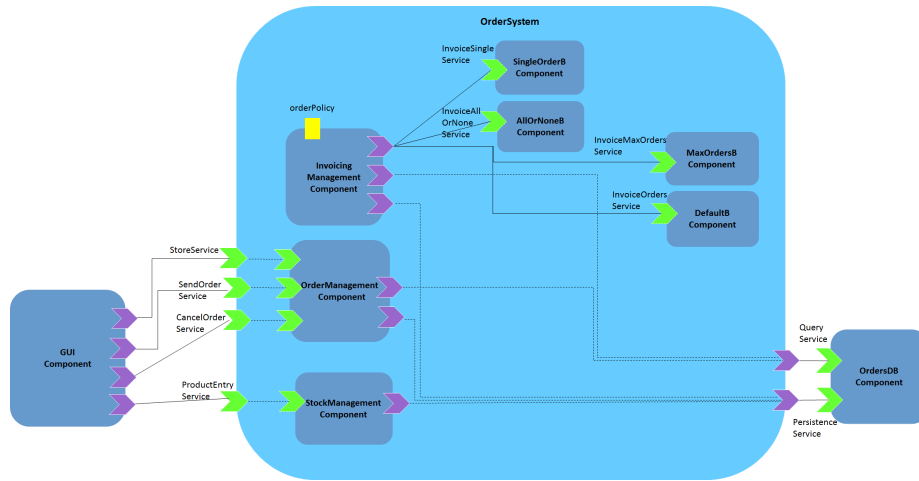 OrderSystem
InvoiceSingle
Service
SingleOrderB
Component
orderPolicy
InvoiceAll
OrNone
Service
AllOrNoneB
Component
Invoicing
Management
Component
InvoiceMaxOrders
Service
MaxOrdersB
Component
InvoiceOrders
Service
DefaultB
Component
StoreService
SendOrder
Service
OrderManagement
Component
CancelOrder
Service
GUI
Component
Query
Service
OrdersDB
Component
ProductEntry
Service
StockManagement
Component
Persistence
Service